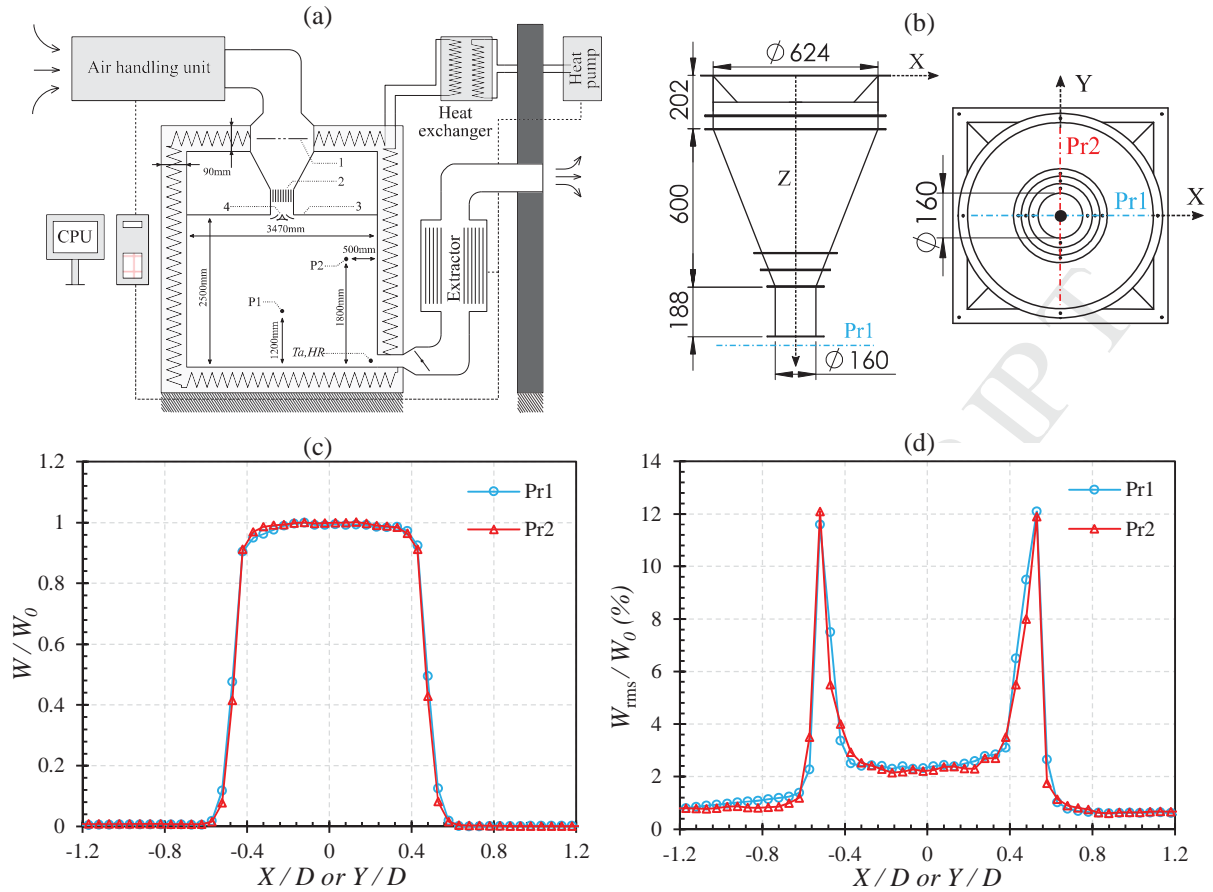 (a)
Air handling unit
Heat exchanger
Heat pump
90mm
1
2
3
4
3470mm
CPU
500mm
P2
2500mm
P1
1200mm
1800mm
Ta,HR
Extractor
(b)
∅ 624
X
202
600
188
Z
Pr1
∅ 160
Y
Pr2
Pr1
X
∅ 160
CRIPT
(c)
1.2
1
0.8
0.6
0.4
0.2
0
W / W0
Pr1
Pr2
-1.2
-0.8
-0.4
0
0.4
0.8
1.2
X / D or Y / D
(d)
14
12
10
8
6
4
2
0
Wrms / W0 (%)
Pr1
Pr2
-1.2
-0.8
-0.4
0
0.4
0.8
1.2
X / D or Y / D